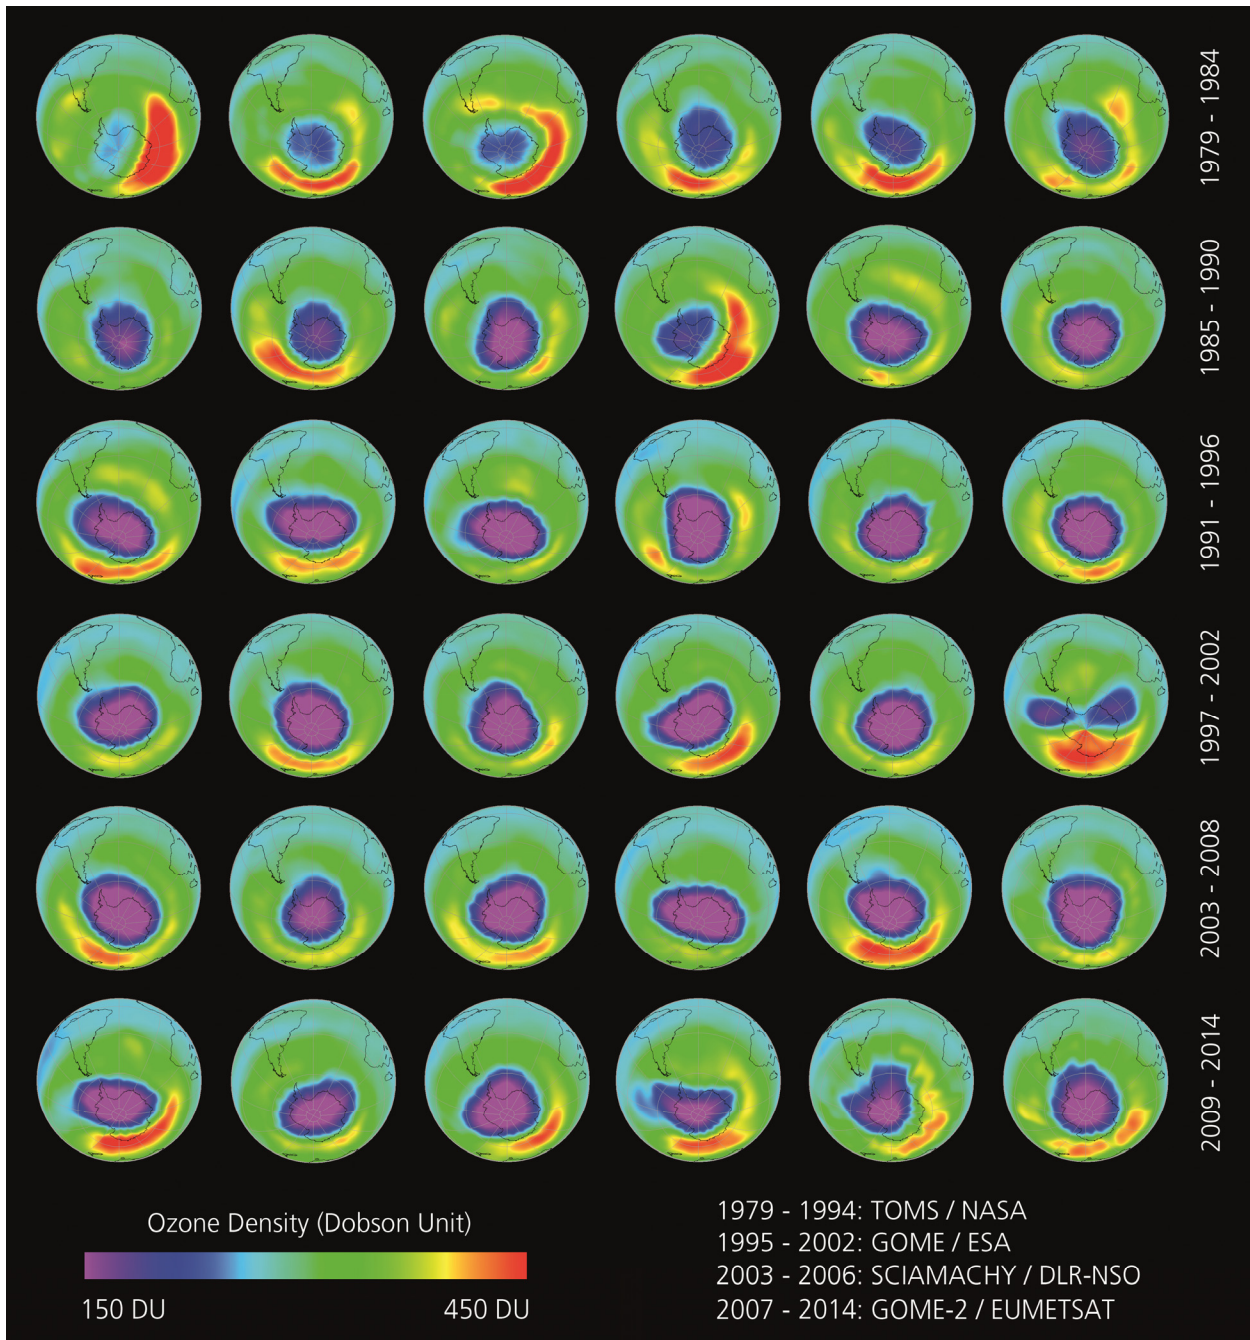 1979 - 1984
1985 - 1990
1991 - 1996
1997 - 2002
2003 - 2008
2009 - 2014
Ozone Density (Dobson Unit)
150 DU
450 DU
1979 - 1994: TOMS / NASA
1995 - 2002: GOME / ESA
2003 - 2006: SCIAMACHY / DLR-NSO
2007 - 2014: GOME-2 / EUMETSAT